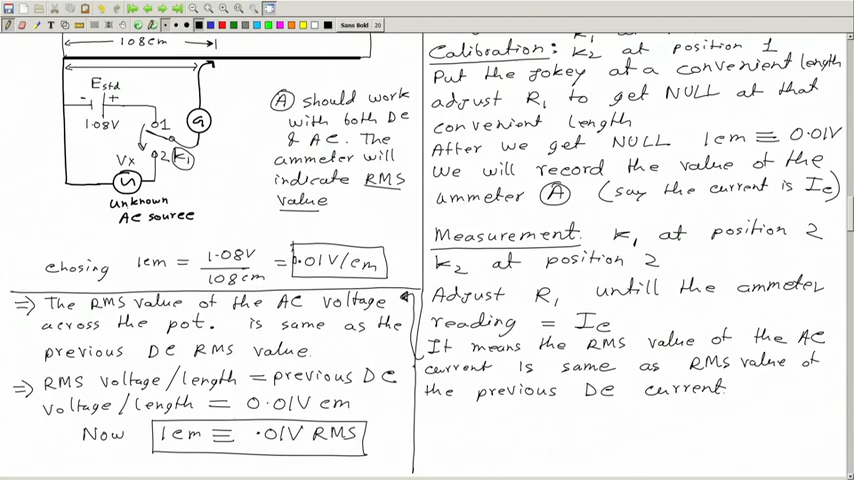 Sans Bold 20
108cm
Estd
- +
1.08V
1
2
K1
Vx
G
unknown
AC source
(A) should work
with both DC
& AC. The
ammeter will
indicate RMS
value
chosing 1cm = 1.08V / 108cm = 0.01V/cm
⇒ The RMS value of the AC voltage
across the pot. is same as the
previous DC RMS value.
⇒ RMS voltage/length = previous DC
voltage/length = 0.01V cm
Now 1cm ≡ .01V RMS
Calibration: K2 at position 1
Put the jokey at a convenient length
adjust R1 to get NULL at that
convenient length
After we get NULL 1cm ≡ 0.01V
We will record the value of the
ammeter (A) (say the current is Ic)
Measurement. K1 at position 2
K2 at position 2
Adjust R1 untill the ammeter
reading = Ic
It means the RMS value of the AC
current is same as RMS value of
the previous DC current.